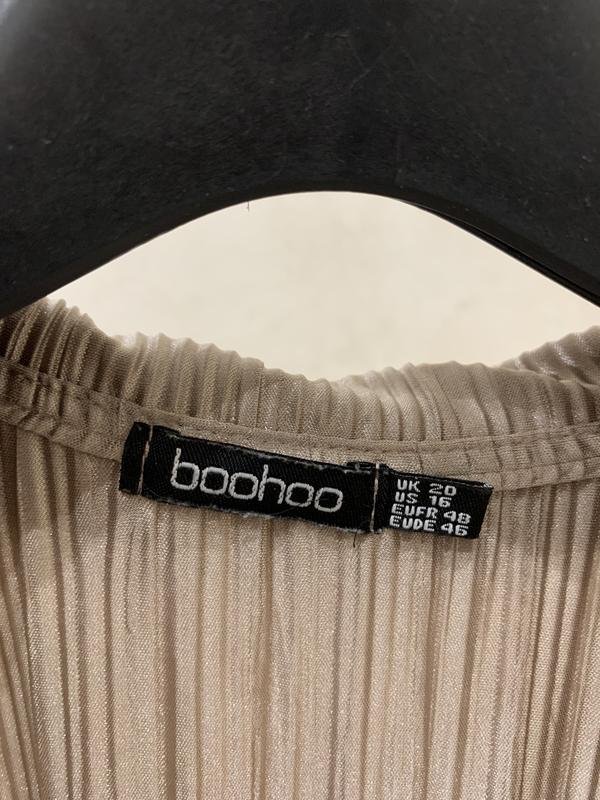 boohoo
UK 20
US 16
EUFR 48
EUDE 46